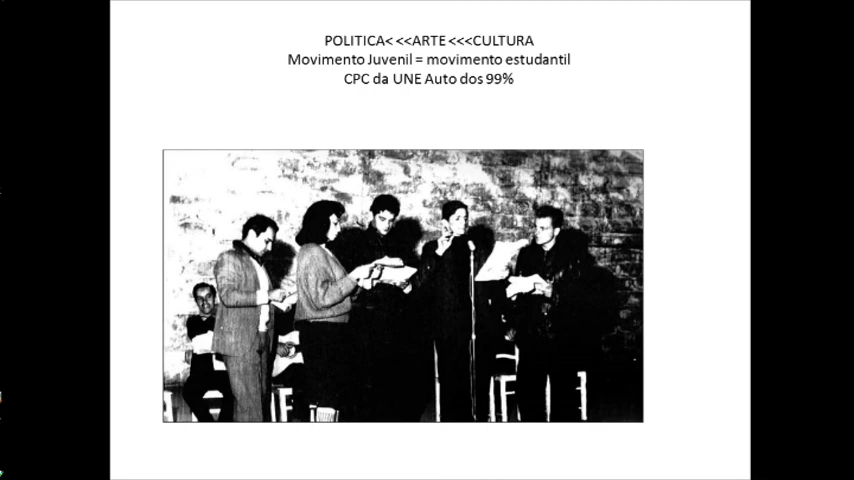 POLITICA< <<ARTE <<<CULTURA
Movimento Juvenil = movimento estudantil
CPC da UNE Auto dos 99%